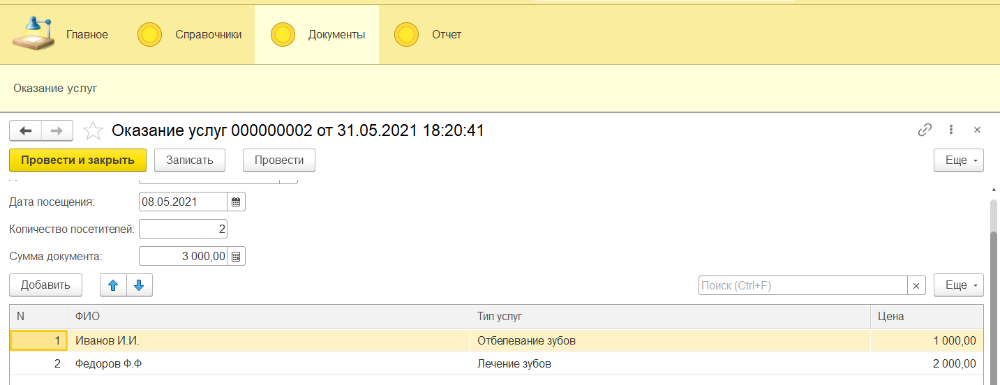 Главное Справочники Документы Отчет
Оказание услуг
Оказание услуг 000000002 от 31.05.2021 18:20:41
Провести и закрыть Записать Провести Еще
Дата посещения: 08.05.2021
Количество посетителей: 2
Сумма документа: 3 000,00
Добавить Поиск (Ctrl+F) Еще
N ФИО Тип услуг Цена
1 Иванов И.И. Отбелевание зубов 1 000,00
2 Федоров Ф.Ф Лечение зубов 2 000,00